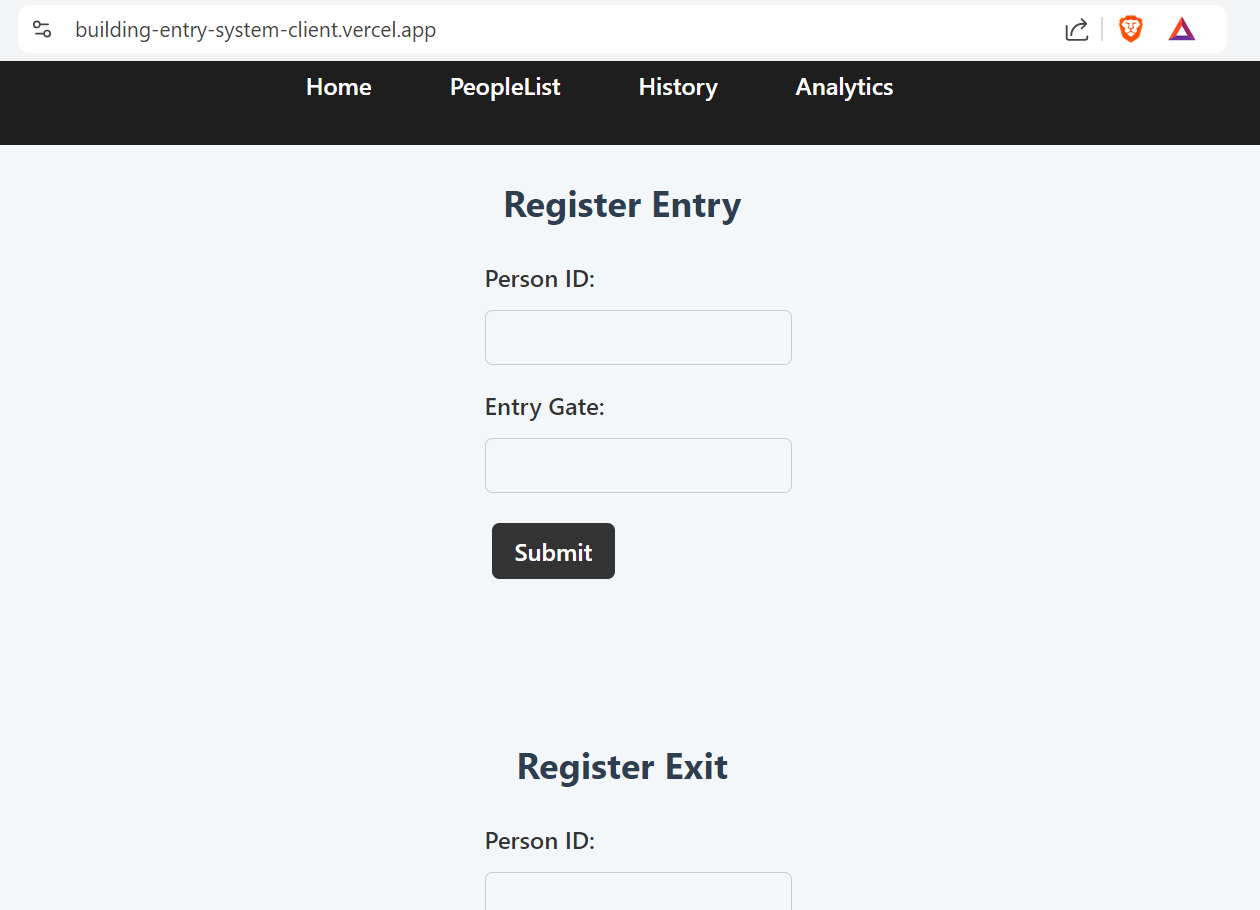 building-entry-system-client.vercel.app
Home PeopleList History Analytics
Register Entry
Person ID:
Entry Gate:
Submit
Register Exit
Person ID: